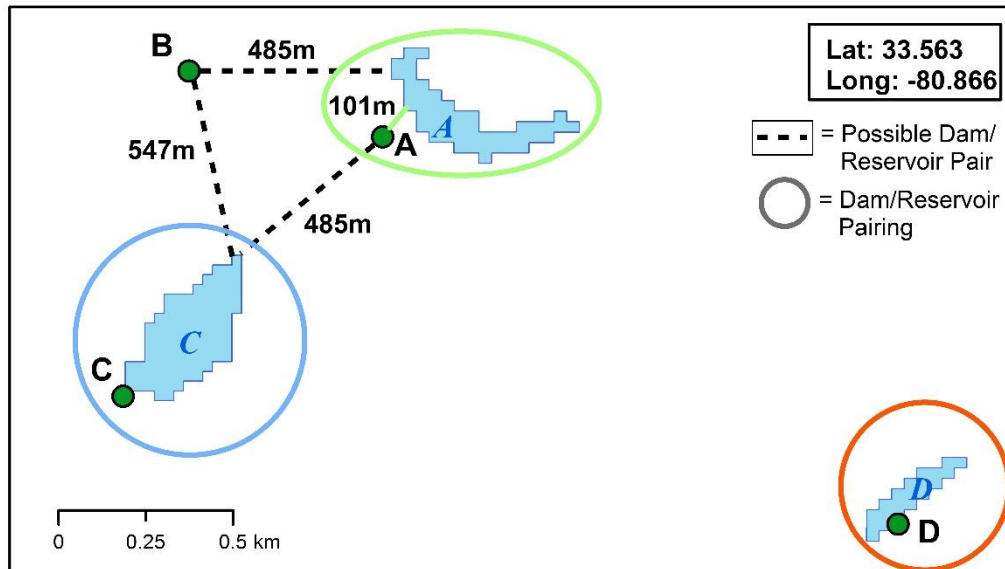 B
485m
Lat: 33.563
Long: -80.866
101m
A
A
= Possible Dam/
Reservoir Pair
547m
485m
= Dam/Reservoir
Pairing
C
C
D
D
0 0.25 0.5 km